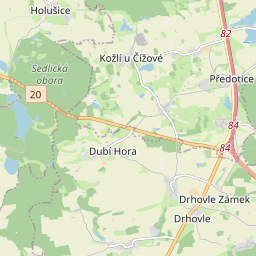 Holušice
82
Kožlí u Čížové
Sedlická
obora
Předotice
20
84
84
Dubí Hora
Drhovle Zámek
Drhovle